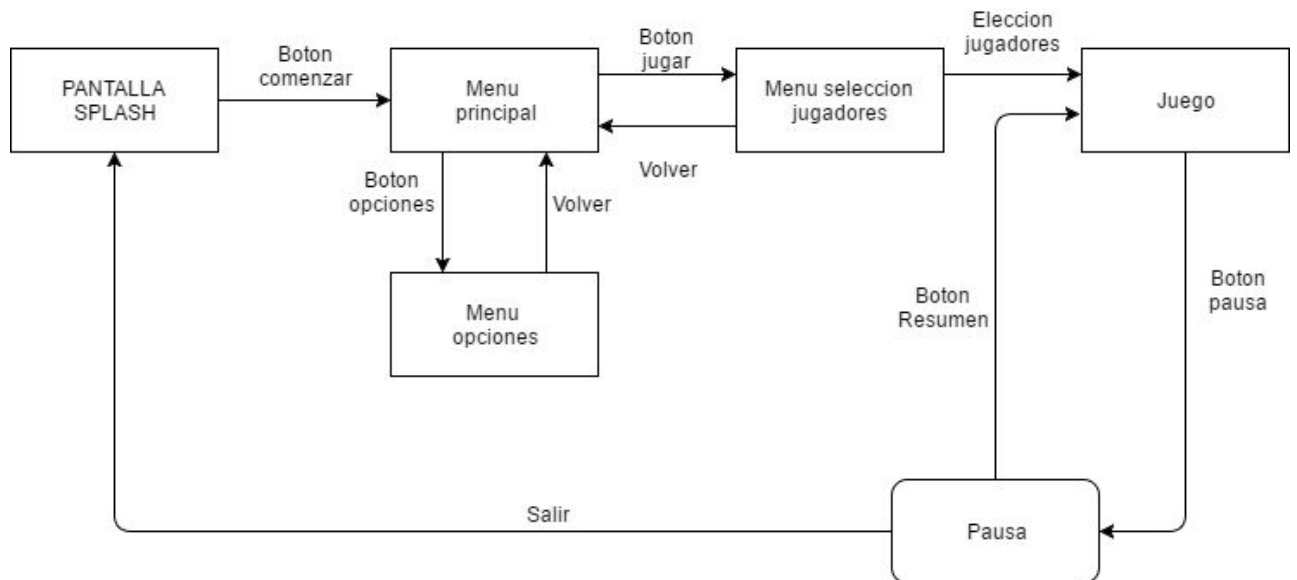 Boton
comenzar
Boton
jugar
Eleccion
jugadores
PANTALLA
SPLASH
Menu
principal
Menu seleccion
jugadores
Juego
Boton
opciones
Volver
Volver
Menu
opciones
Boton
Resumen
Boton
pausa
Salir
Pausa